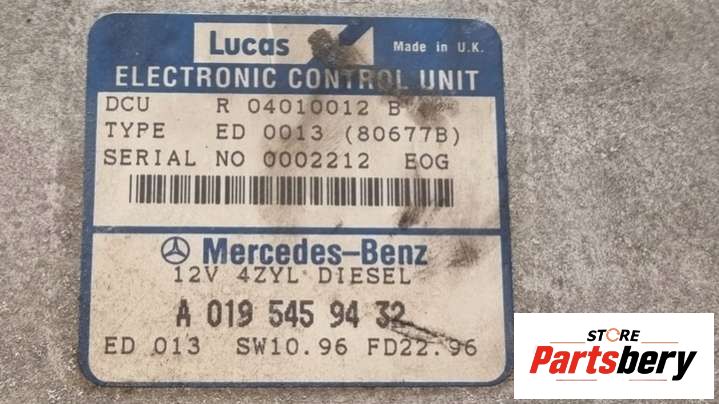 Lucas
Made in U.K.
ELECTRONIC CONTROL UNIT
DCU R 04010012 B
TYPE ED 0013 (80677B)
SERIAL NO 0002212 EOG
Mercedes-Benz
12V 4ZYL DIESEL
A 019 545 94 32
ED 013 SW10.96 FD22.96
STORE
Partsbery